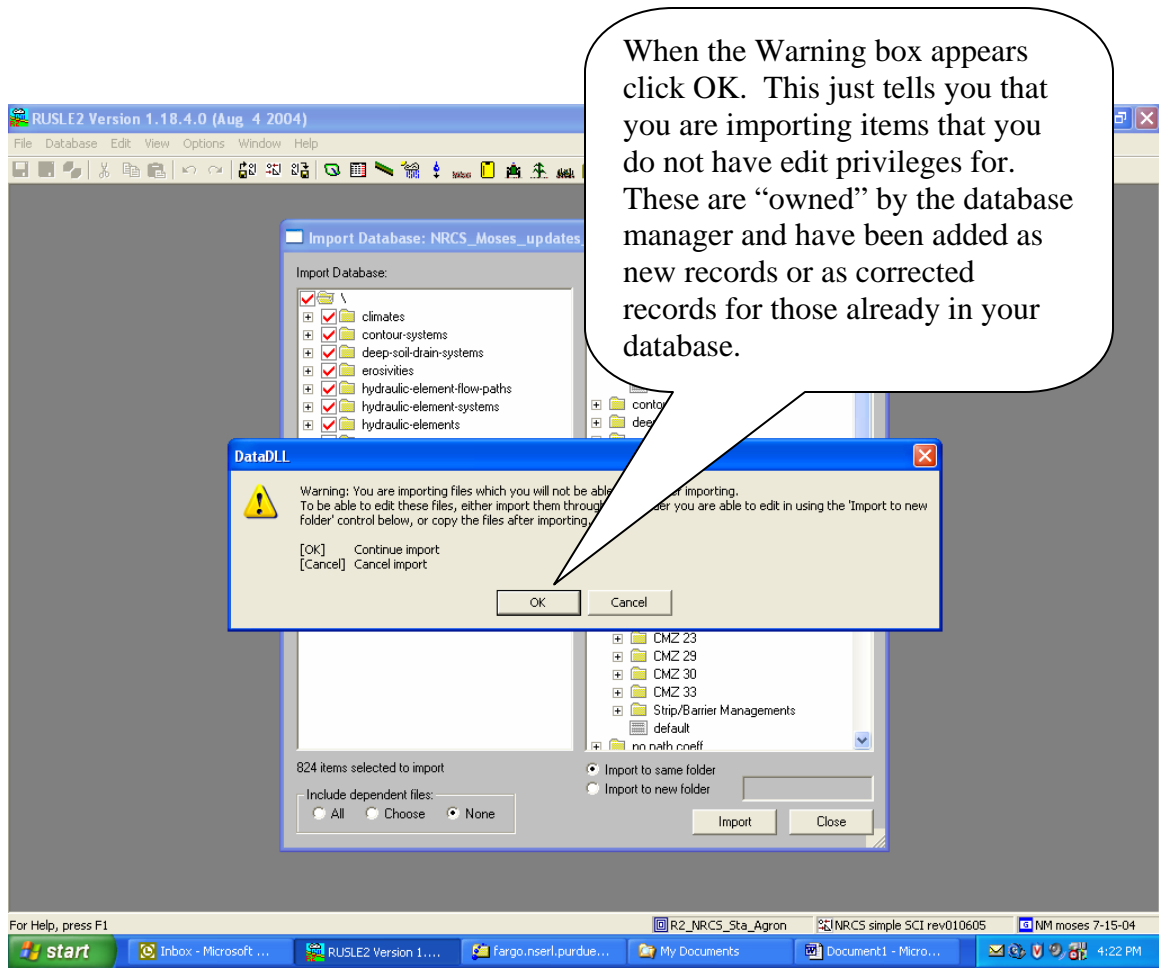 When the Warning box appears
click OK.  This just tells you that
you are importing items that you
do not have edit privileges for.
These are “owned” by the database
manager and have been added as
new records or as corrected
records for those already in your
database.
RUSLE2 Version 1.18.4.0 (Aug  4 2004)
File Database Edit View Options Window Help
Import Database: NRCS_Moses_updates_
Import Database:
\
climates
contour-systems
deep-soil-drain-systems
erosivities
hydraulic-element-flow-paths
hydraulic-element-systems
hydraulic-elements
DataDLL
Warning: You are importing files which you will not be able importing.
To be able to edit these files, either import them you are able to edit in using the 'Import to new
folder' control below, or copy the files after importing.
[OK] Continue import
[Cancel] Cancel import
OK Cancel
CMZ 23
CMZ 29
CMZ 30
CMZ 33
Strip/Barrier Managements
default
no path coeff
824 items selected to import
Import to same folder
Import to new folder
Include dependent files:
All Choose None
Import Close
For Help, press F1
R2_NRCS_Sta_Agron NRCS simple SCI rev010605 NM moses 7-15-04
start Inbox - Microsoft ... RUSLE2 Version 1.... fargo.nserl.purdue... My Documents Document1 - Micro... 4:22 PM